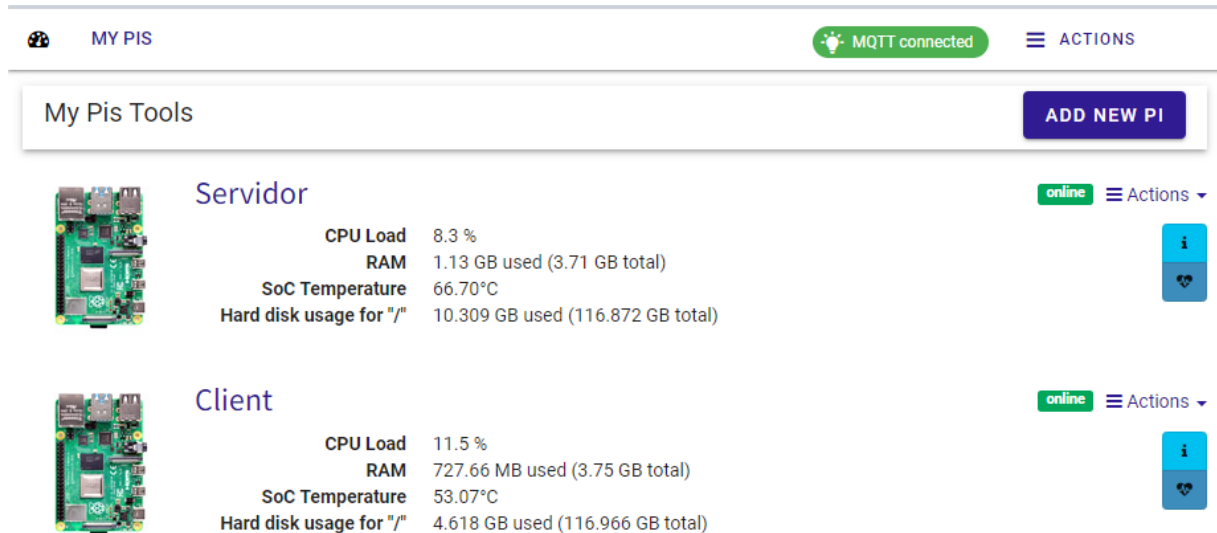 MY PIS MQTT connected ACTIONS
My Pis Tools ADD NEW PI
Servidor online Actions
CPU Load 8.3 %
RAM 1.13 GB used (3.71 GB total)
SoC Temperature 66.70°C
Hard disk usage for "/" 10.309 GB used (116.872 GB total)
Client online Actions
CPU Load 11.5 %
RAM 727.66 MB used (3.75 GB total)
SoC Temperature 53.07°C
Hard disk usage for "/" 4.618 GB used (116.966 GB total)